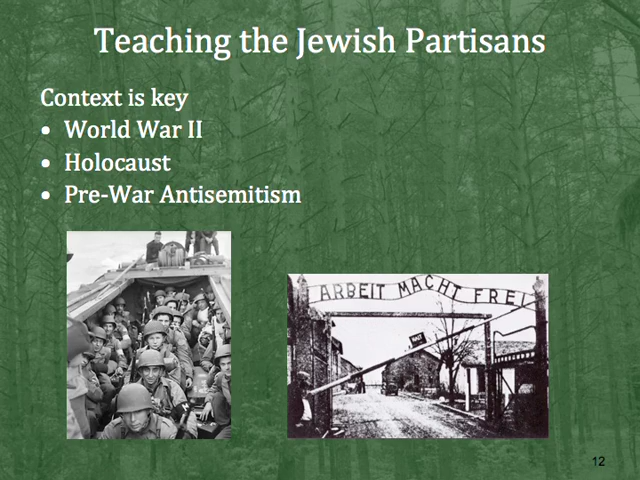 Teaching the Jewish Partisans
Context is key
• World War II
• Holocaust
• Pre-War Antisemitism
ARBEIT MACHT FREI
12